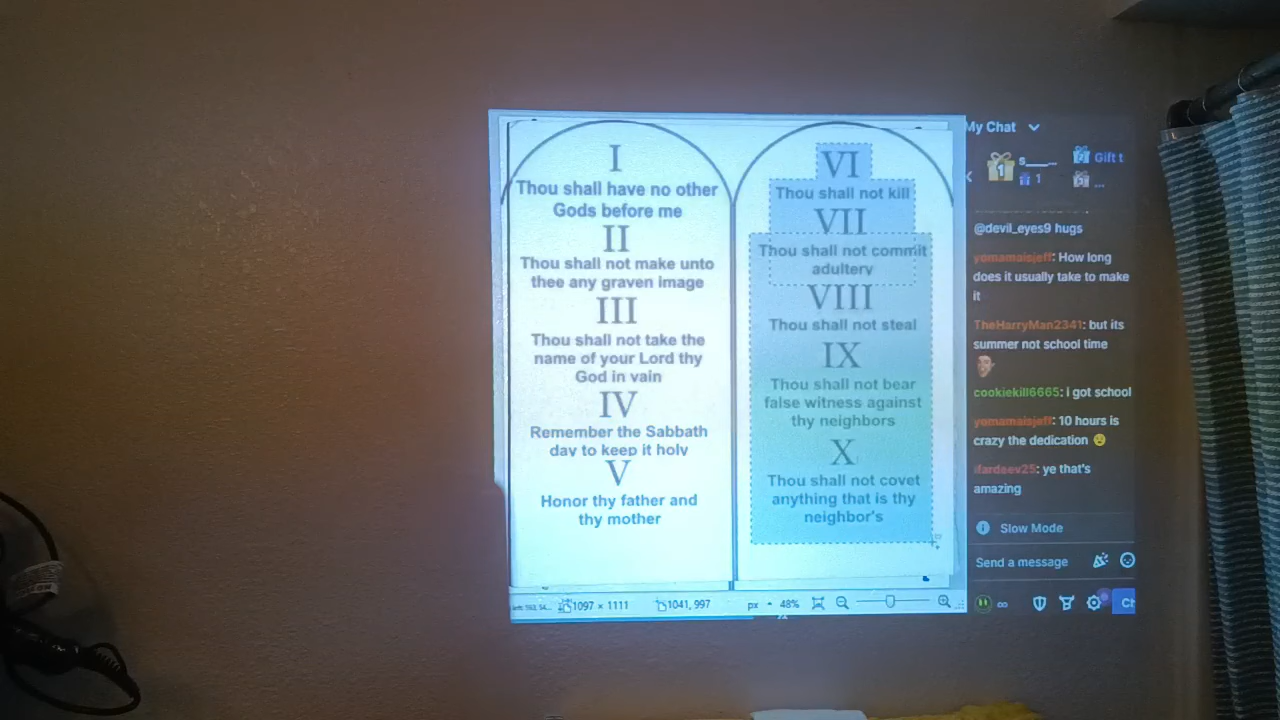 I
Thou shall have no other
Gods before me
II
Thou shall not make unto
thee any graven image
III
Thou shall not take the
name of your Lord thy
God in vain
IV
Remember the Sabbath
day to keep it holy
V
Honor thy father and
thy mother
VI
Thou shall not kill
VII
Thou shall not commit
adultery
VIII
Thou shall not steal
IX
Thou shall not bear
false witness against
thy neighbors
X
Thou shall not covet
anything that is thy
neighbor's
1097 × 1111
1041, 997
px
48%
My Chat
1
s___...
1
Gift t
...
@devil_eyes9 hugs
yomamaisjeff: How long
does it usually take to make
it
TheHarryMan2341: but its
summer not school time
cookiekill6665: i got school
yomamaisjeff: 10 hours is
crazy the dedication 😮
ifardeev25: ye that's
amazing
Slow Mode
Send a message
∞
Ch